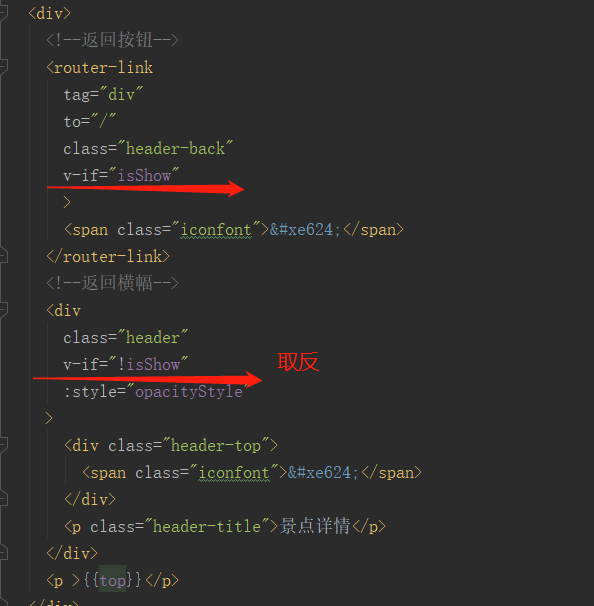 <div>
<!--返回按钮-->
<router-link
tag="div"
to="/"
class="header-back"
v-if="isShow"
>
<span class="iconfont">&#xe624;</span>
</router-link>
<!--返回横幅-->
<div
class="header"
v-if="!isShow"
取反
:style="opacityStyle"
>
<div class="header-top">
<span class="iconfont">&#xe624;</span>
</div>
<p class="header-title">景点详情</p>
</div>
<p >{{top}}</p>
</div>